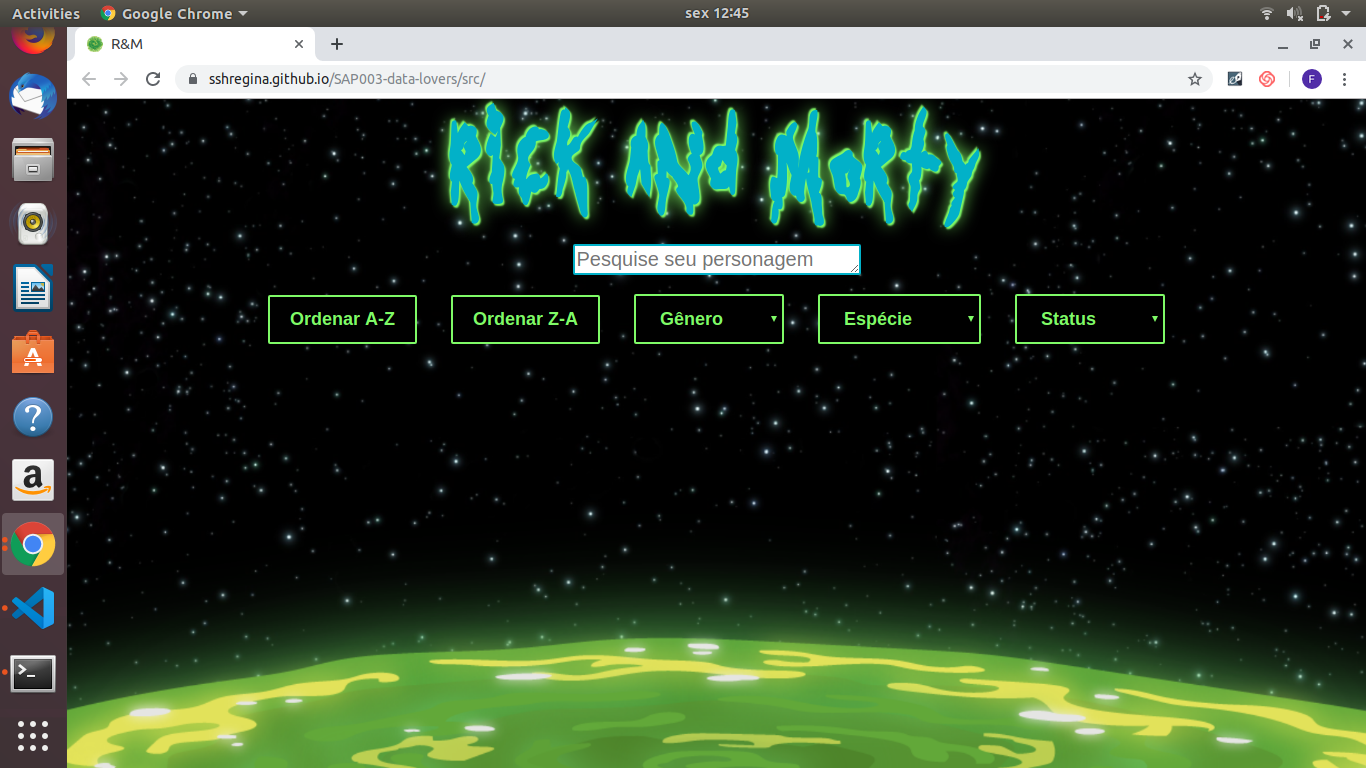 Activities Google Chrome sex 12:45
R&M
sshregina.github.io/SAP003-data-lovers/src/
F
RICK ANd MoRty
Pesquise seu personagem
Ordenar A-Z Ordenar Z-A Gênero Espécie Status